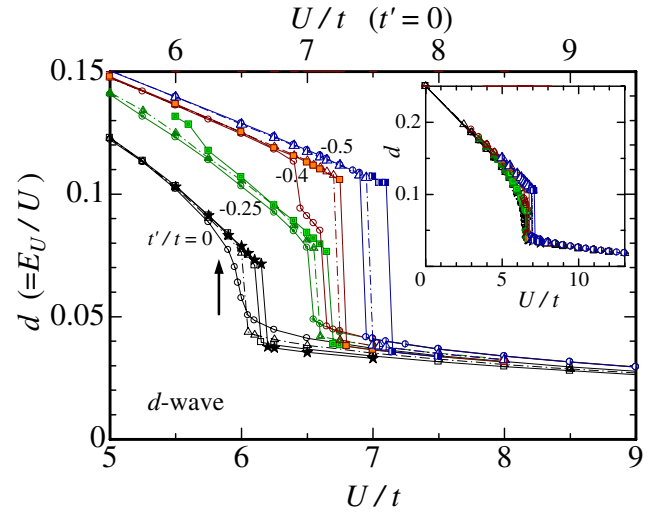 U/t (t′=0)
6 7 8 9
0.15
0.10
0.05
0
d (=E_U/U)
-0.5
-0.4
-0.25
t′/t=0
d-wave
5 6 7 8 9
U/t
d
0.2
0.1
0 5 10
U/t